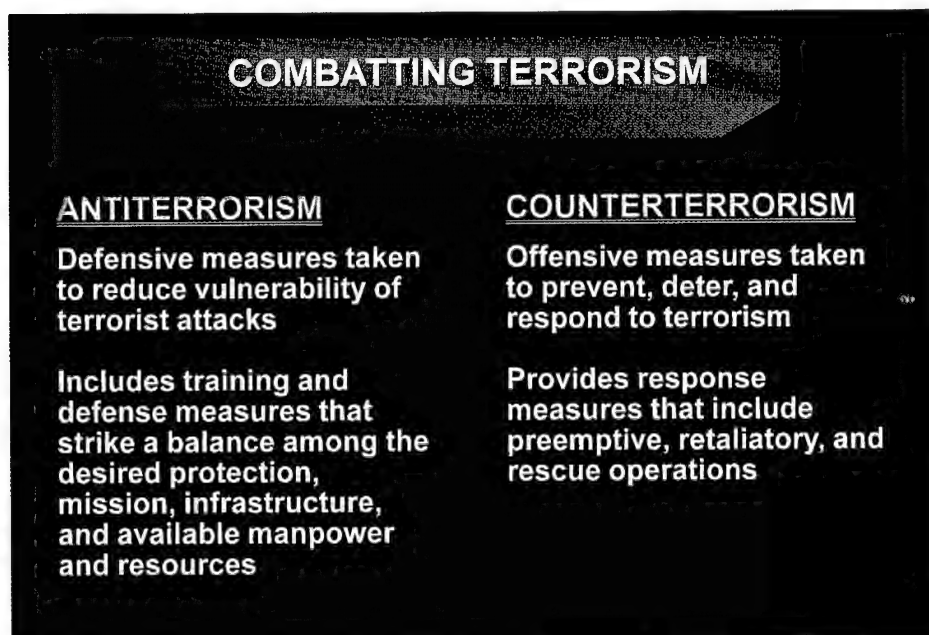 COMBATTING TERRORISM
ANTITERRORISM
Defensive measures taken
to reduce vulnerability of
terrorist attacks
Includes training and
defense measures that
strike a balance among the
desired protection,
mission, infrastructure,
and available manpower
and resources
COUNTERTERRORISM
Offensive measures taken
to prevent, deter, and
respond to terrorism
Provides response
measures that include
preemptive, retaliatory, and
rescue operations